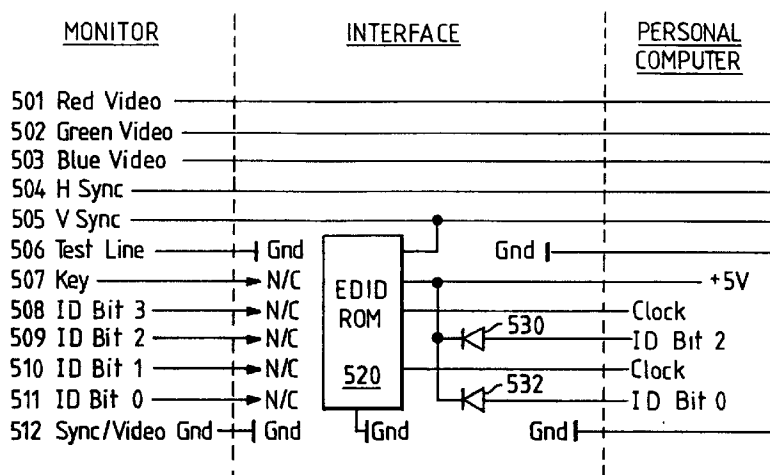 MONITOR INTERFACE PERSONAL
COMPUTER
501 Red Video
502 Green Video
503 Blue Video
504 H Sync
505 V Sync
506 Test Line Gnd Gnd
507 Key N/C +5V
508 ID Bit 3 N/C EDID ROM Clock
509 ID Bit 2 N/C 530 ID Bit 2
510 ID Bit 1 N/C 520 Clock
511 ID Bit 0 N/C 532 ID Bit 0
512 Sync/Video Gnd Gnd Gnd Gnd